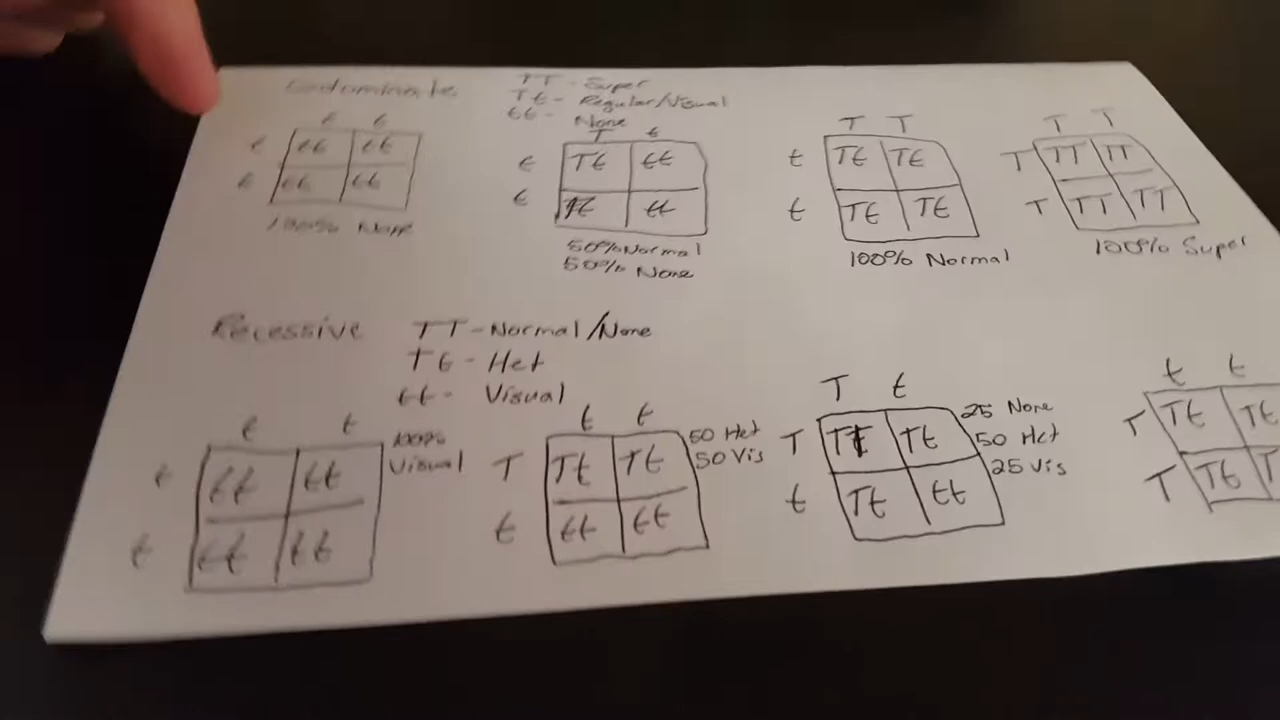 Codominate
TT - Super
Tt - Regular/Visual
tt - None
t t
t tt tt
t tt tt
100% None
T t
t Tt tt
t Tt tt
50% Normal
50% None
T T
t Tt Tt
t Tt Tt
100% Normal
T T
T TT TT
T TT TT
100% Super
Recessive
TT - Normal/None
Tt - Het
tt - Visual
t t
t tt tt
t tt tt
100%
Visual
t t
T Tt Tt
t tt tt
50 Het
50 Vis
T t
T TT Tt
t Tt tt
25 None
50 Het
25 Vis
t t
T Tt Tt
T Tt T